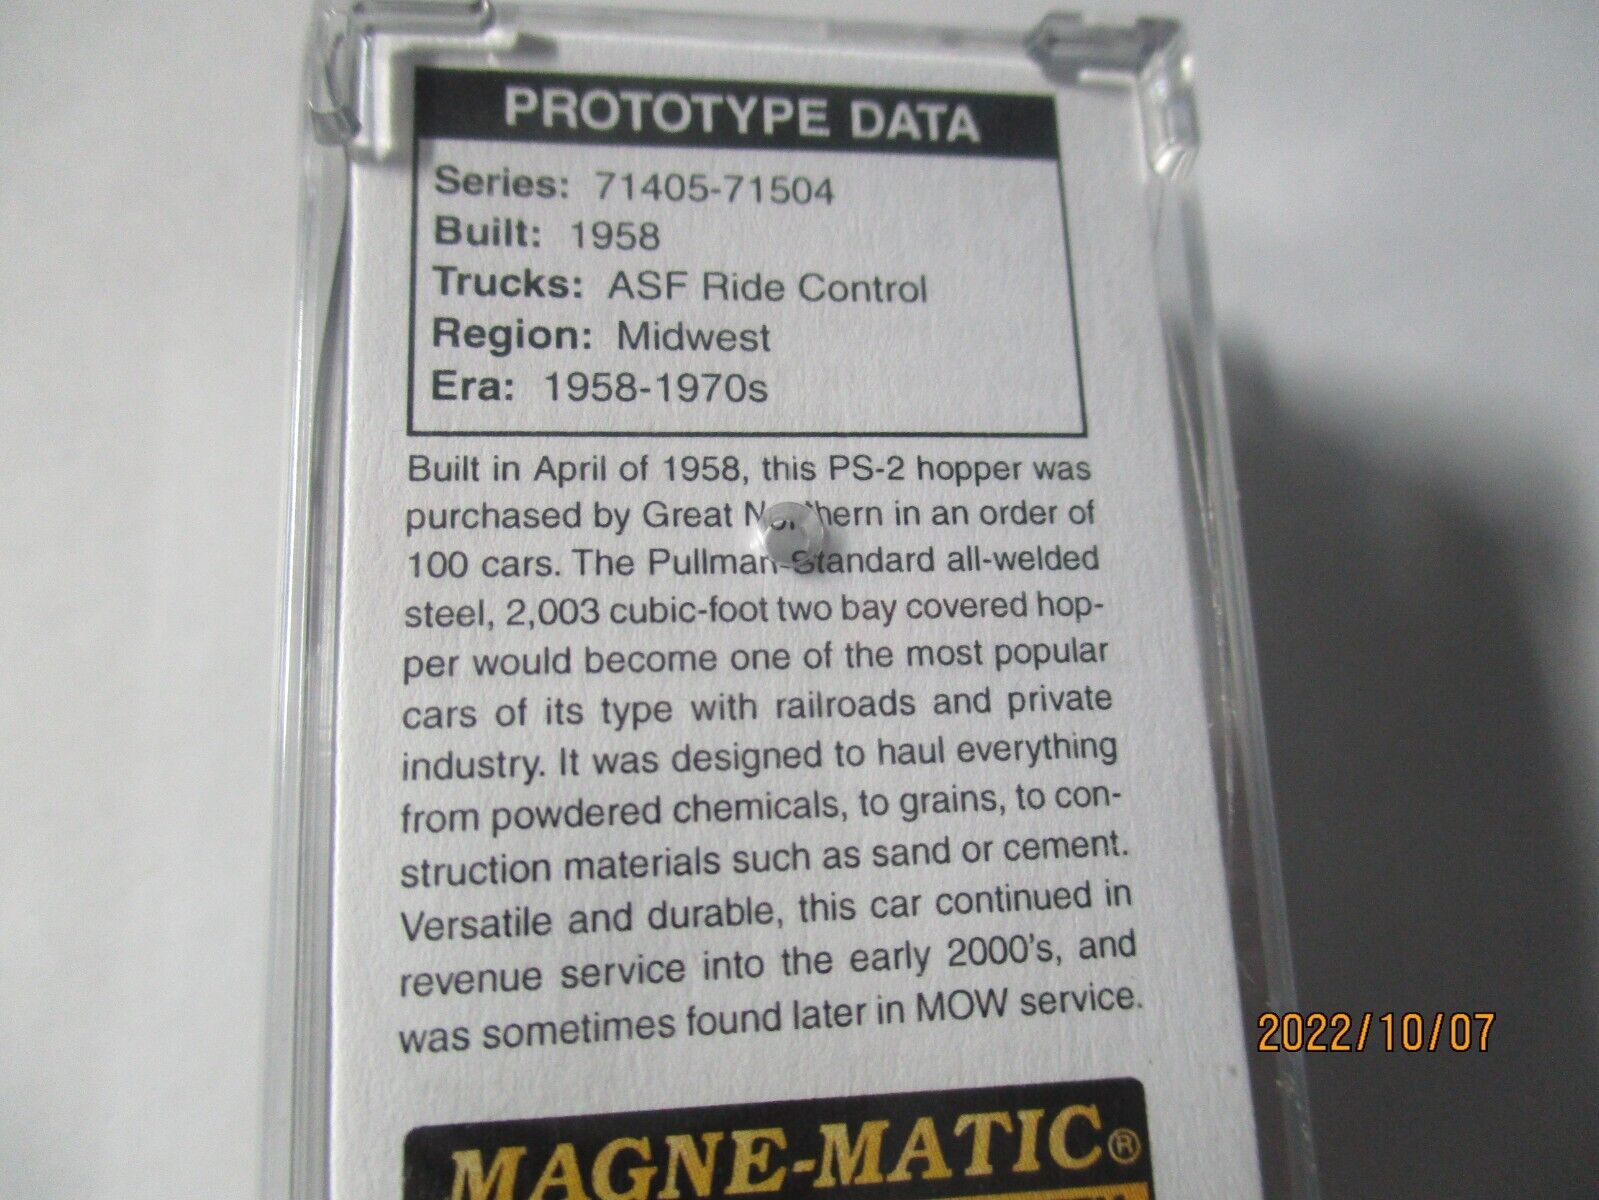 PROTOTYPE DATA
Series: 71405-71504
Built: 1958
Trucks: ASF Ride Control
Region: Midwest
Era: 1958-1970s
Built in April of 1958, this PS-2 hopper was
purchased by Great Northern in an order of
100 cars. The Pullman-Standard all-welded
steel, 2,003 cubic-foot two bay covered hop-
per would become one of the most popular
cars of its type with railroads and private
industry. It was designed to haul everything
from powdered chemicals, to grains, to con-
struction materials such as sand or cement.
Versatile and durable, this car continued in
revenue service into the early 2000's, and
was sometimes found later in MOW service.
MAGNE-MATIC®
2022/10/07